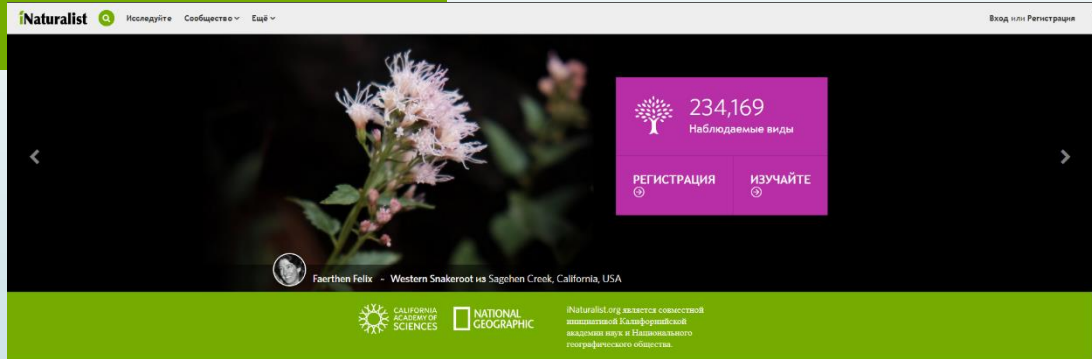 iNaturalist Исследуйте Сообщество Ещё Вход или Регистрация
234,169
Наблюдаемые виды
РЕГИСТРАЦИЯ ИЗУЧАЙТЕ
Faerthen Felix - Western Snakeroot из Sagehen Creek, California, USA
CALIFORNIA
ACADEMY OF
SCIENCES
NATIONAL
GEOGRAPHIC
iNaturalist.org является совместной
инициативой Калифорнийской
академии наук и Национального
географического общества.